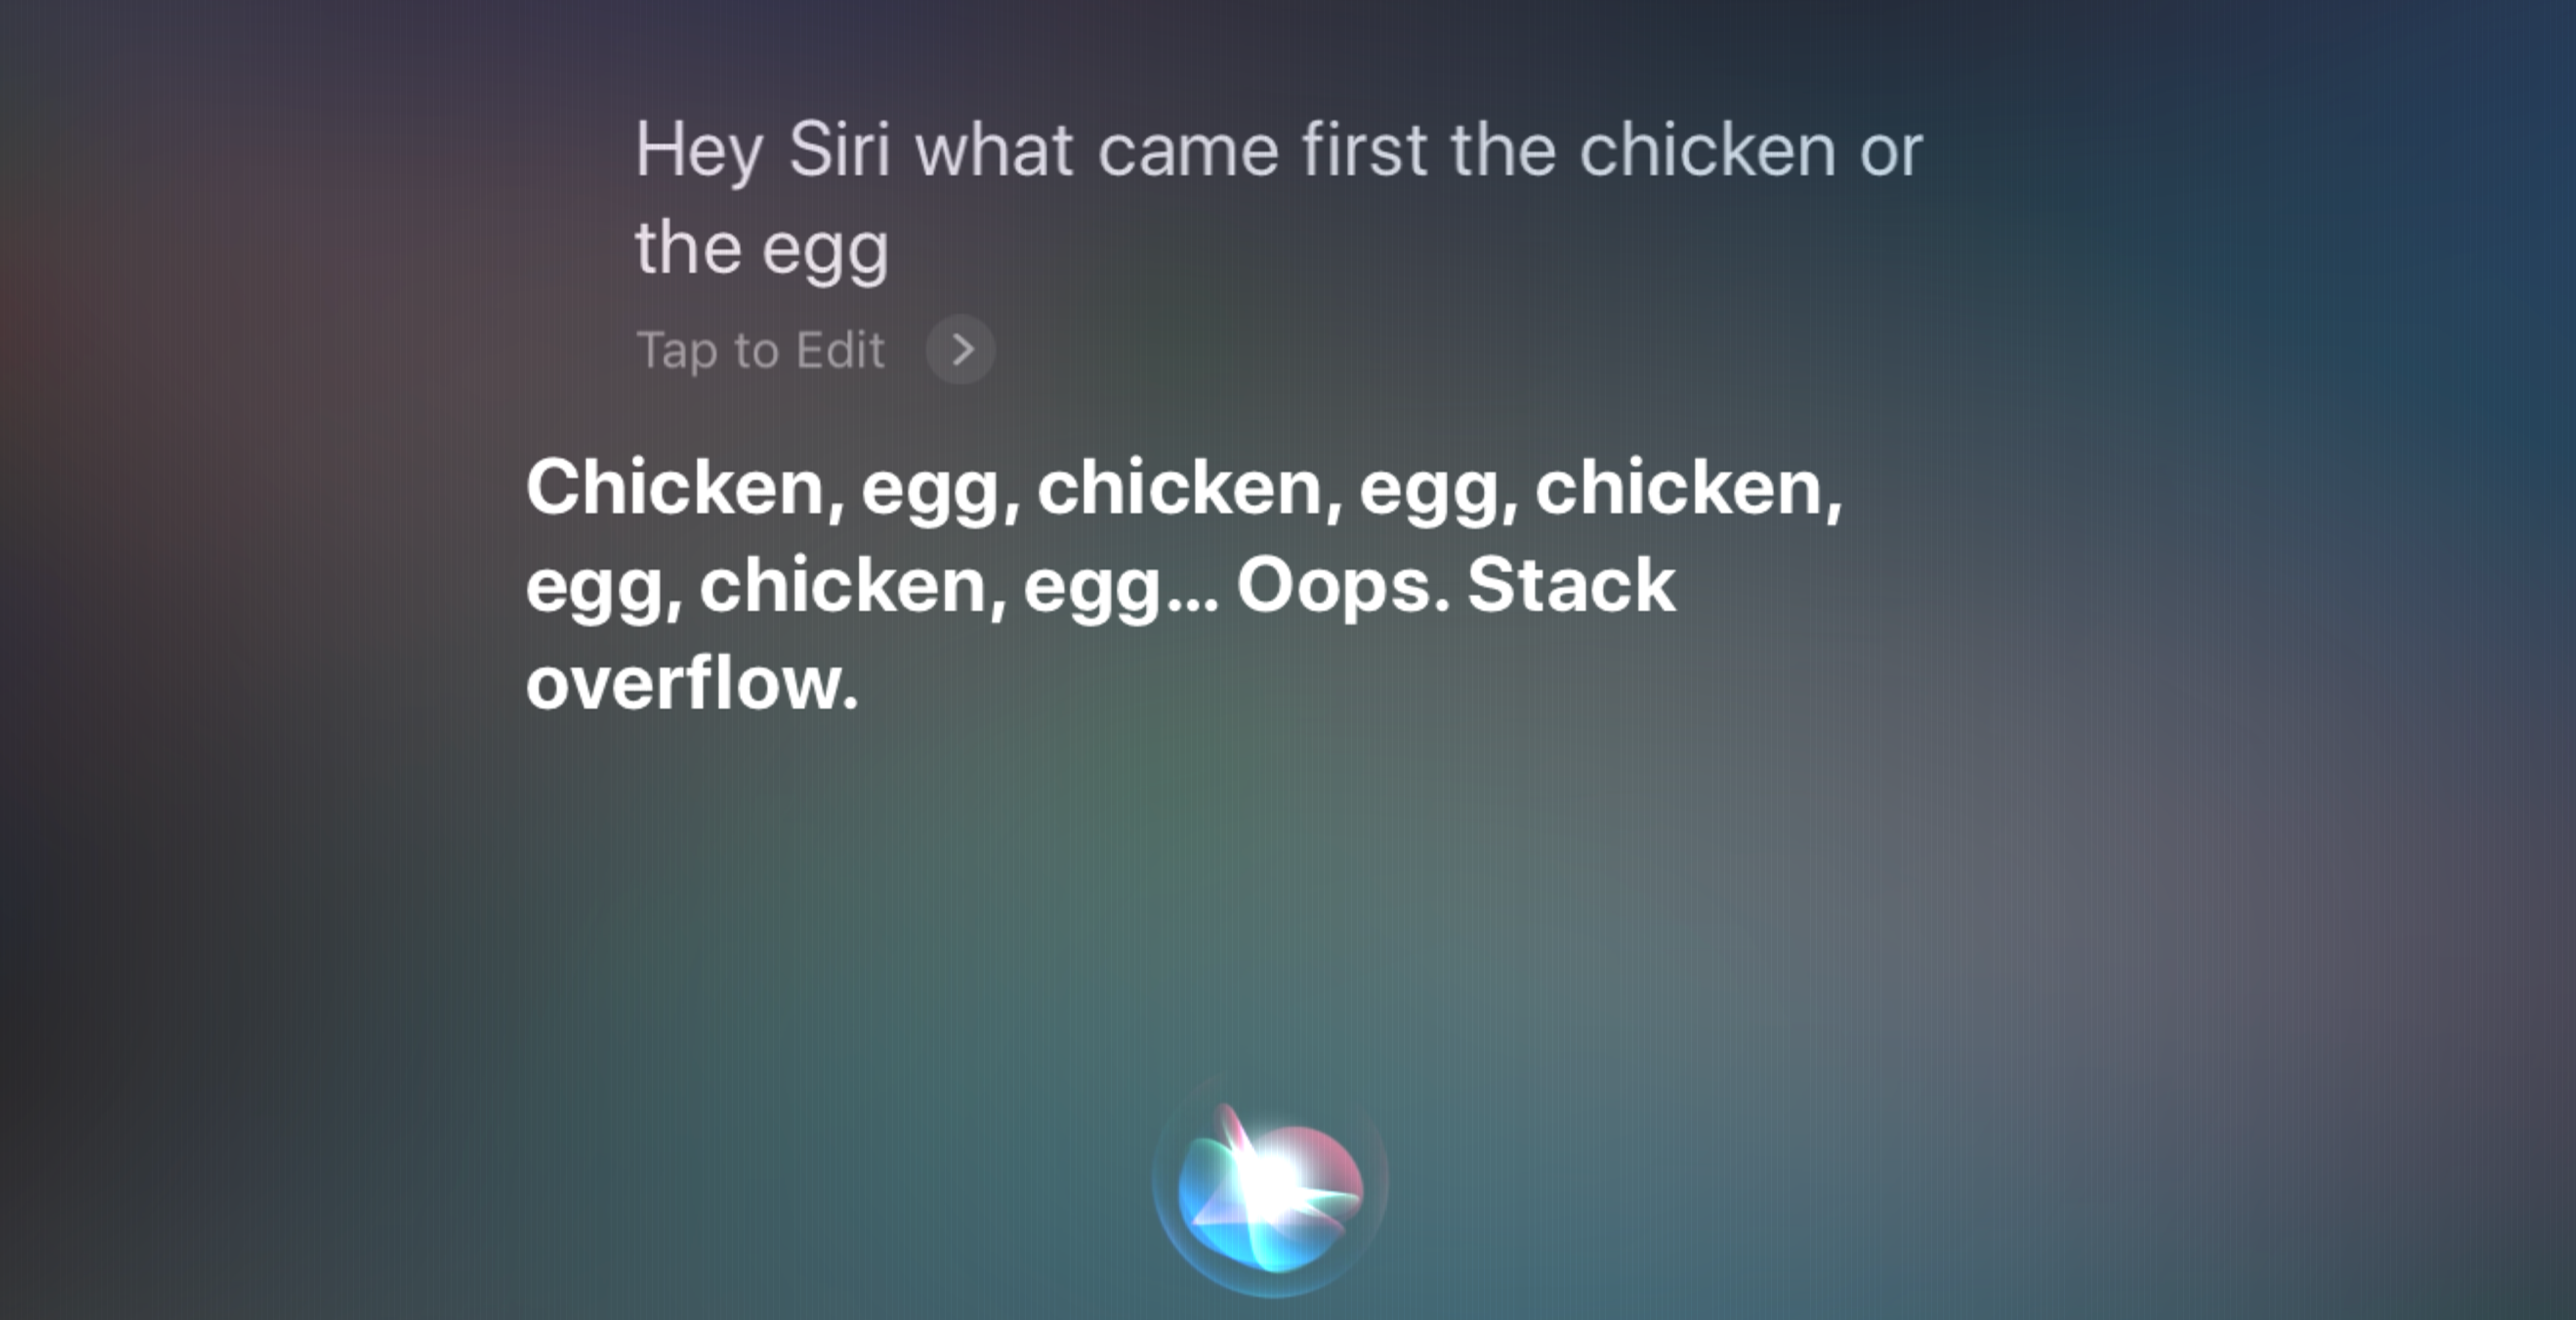 Hey Siri what came first the chicken or
the egg
Tap to Edit
Chicken, egg, chicken, egg, chicken,
egg, chicken, egg... Oops. Stack
overflow.